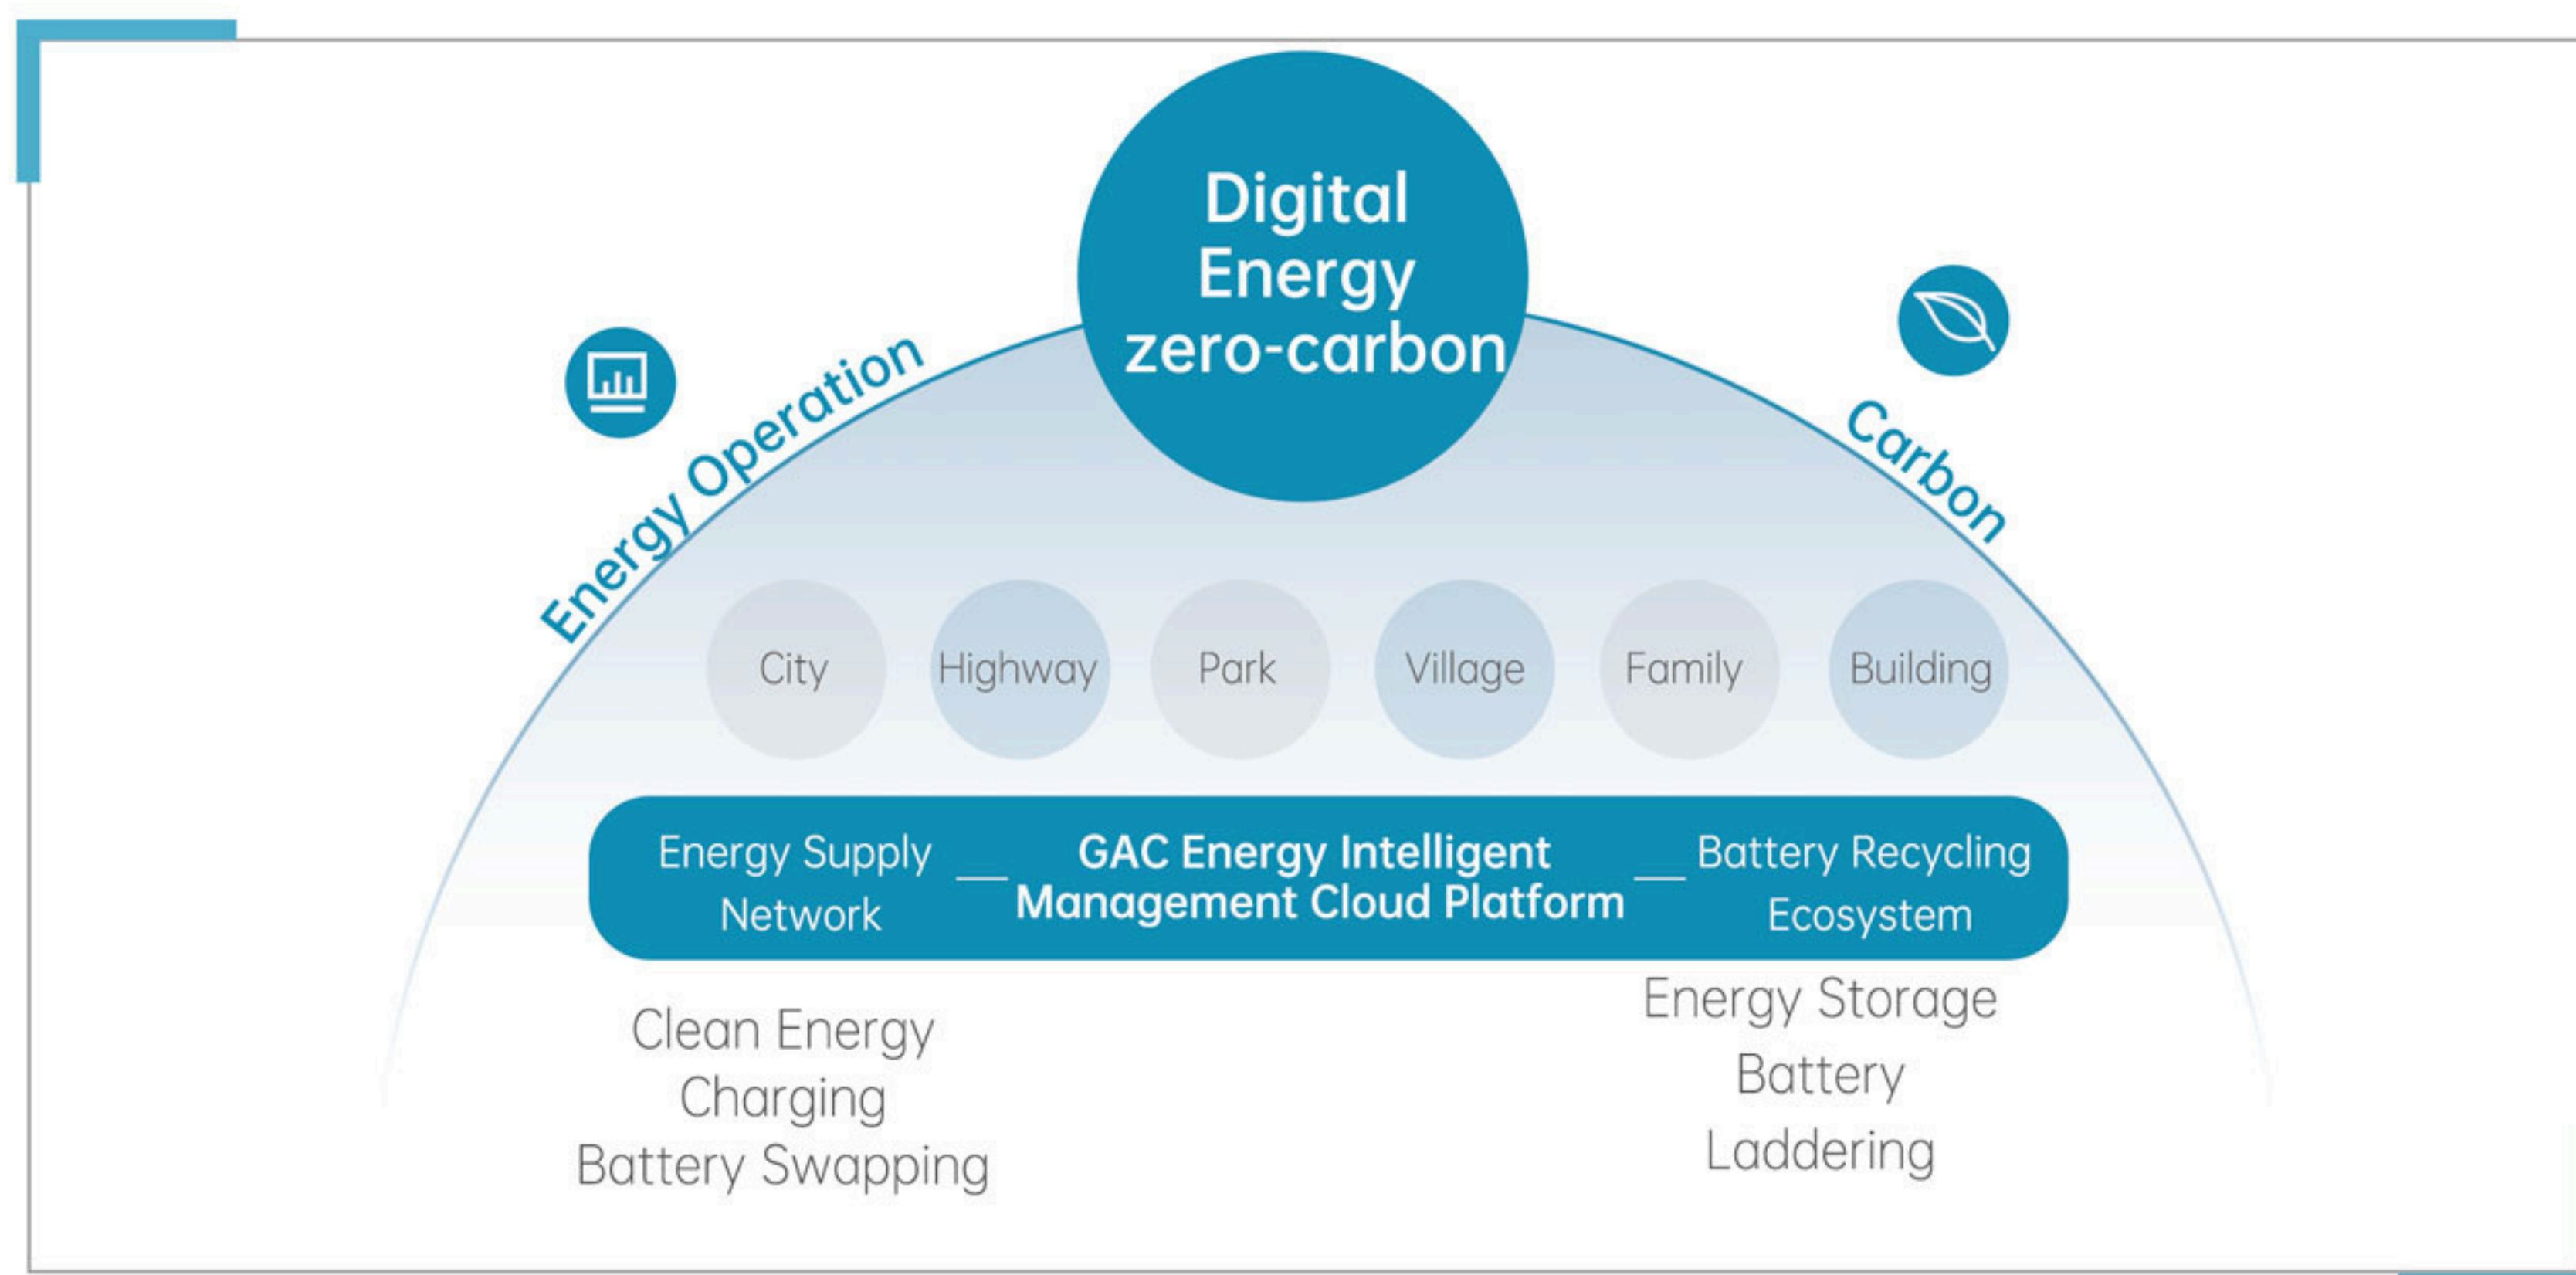 Digital
Energy
zero-carbon
Energy Operation
Carbon
City
Highway
Park
Village
Family
Building
Energy Supply
Network
GAC Energy Intelligent
Management Cloud Platform
Battery Recycling
Ecosystem
Clean Energy
Charging
Battery Swapping
Energy Storage
Battery
Laddering